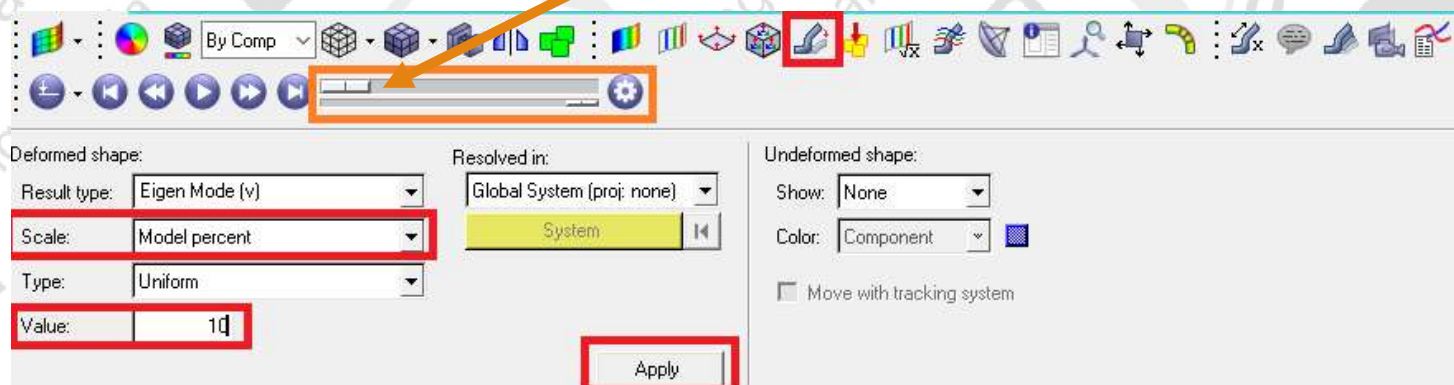 By Comp
Deformed shape:
Resolved in:
Undeformed shape:
Result type: Eigen Mode (v)
Global System (proj: none)
Show: None
Scale: Model percent
System
Color: Component
Type: Uniform
Move with tracking system
Value: 10
Apply